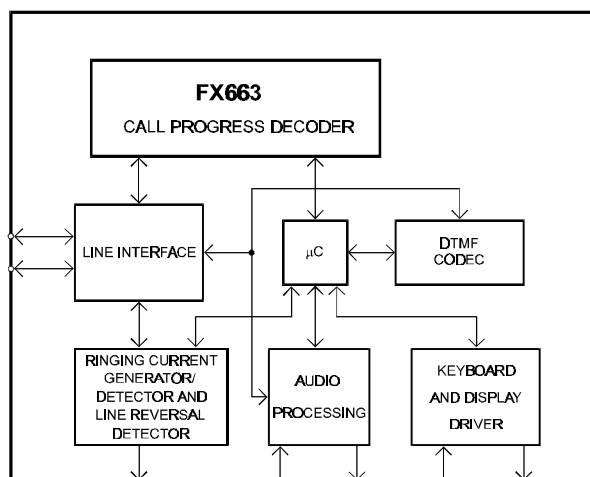 FX663
CALL PROGRESS DECODER
LINE INTERFACE
µC
DTMF
CODEC
RINGING CURRENT
GENERATOR/
DETECTOR AND
LINE REVERSAL
DETECTOR
AUDIO
PROCESSING
KEYBOARD
AND DISPLAY
DRIVER